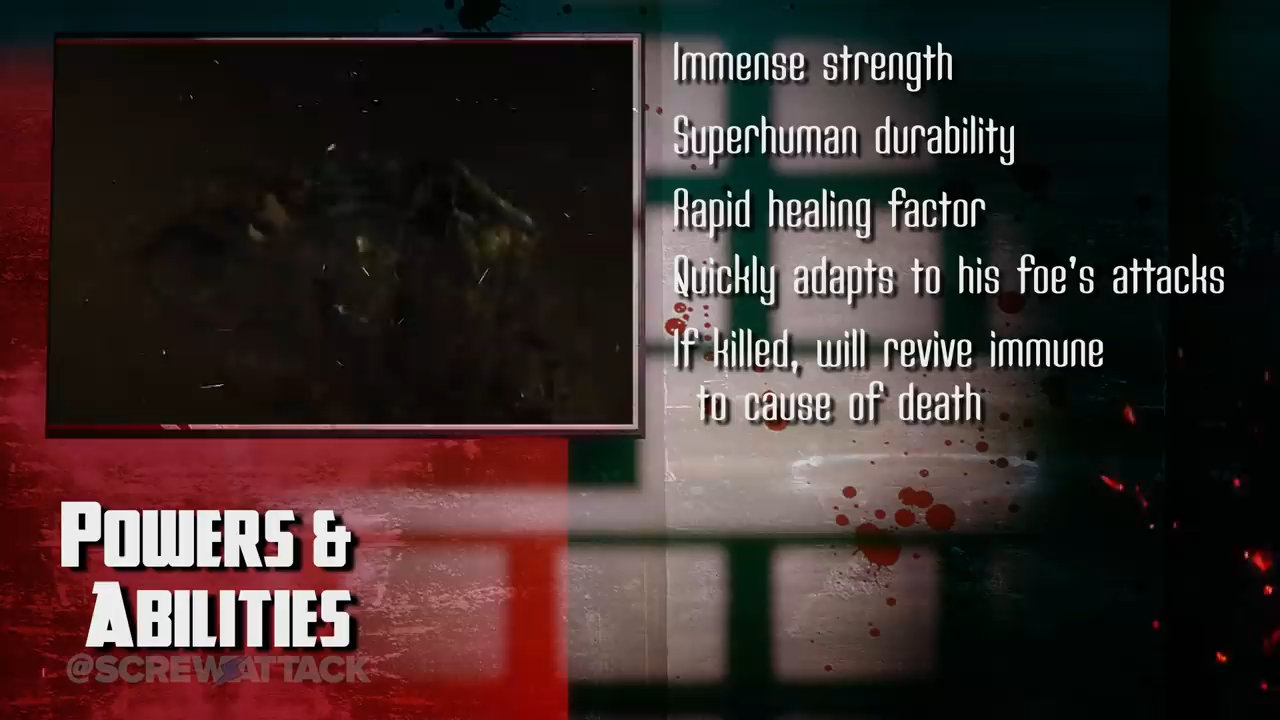 Immense strength
Superhuman durability
Rapid healing factor
Quickly adapts to his foe's attacks
If killed, will revive immune
to cause of death
POWERS &
ABILITIES
@SCREWATTACK